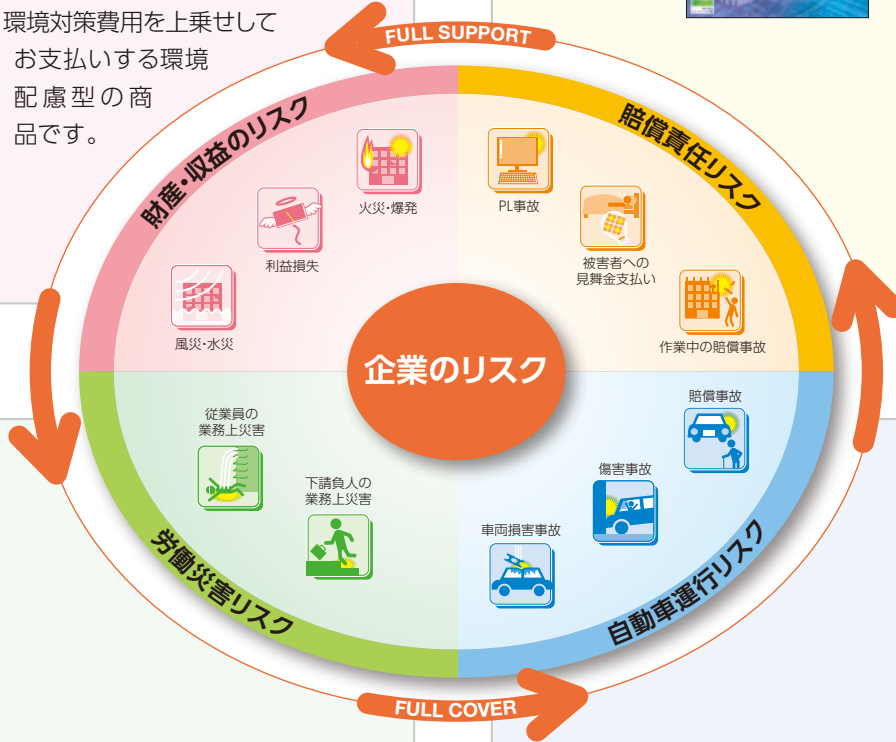 環境対策費用を上乗せして
お支払いする環境
配慮型の商
品です。
FULL SUPPORT
財産・収益のリスク
火災・爆発
利益損失
風災・水災
賠償責任リスク
PL事故
被害者への
見舞金支払い
作業中の賠償事故
企業のリスク
従業員の
業務上災害
下請負人の
業務上災害
労働災害リスク
賠償事故
傷害事故
車両損害事故
自動車運行リスク
FULL COVER